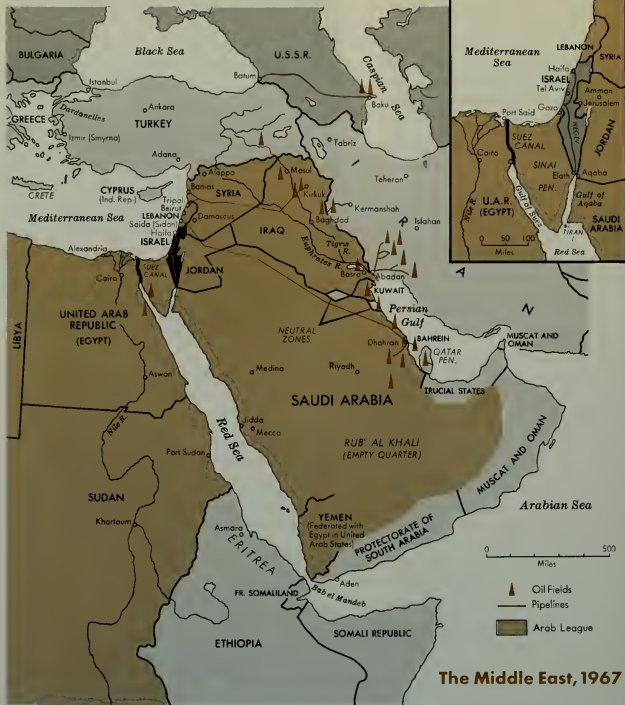 BULGARIA
Black Sea
U.S.S.R.
Caspian
Sea
Istanbul
Batum
Baku
Dardanelles
Ankara
GREECE
TURKEY
Izmir (Smyrna)
Adana
Tabriz
Teheran
CRETE
CYPRUS
(Ind. Rep.)
Aleppo
Banias
SYRIA
Mosul
Kirkuk
Kermanshah
Isfahan
I
R
A
N
Mediterranean Sea
Tripoli
Beirut
LEBANON
Saida (Sidon)
Haifa
ISRAEL
Damascus
IRAQ
Baghdad
Tigris
R.
Euphrates R.
Basra
Abadan
Alexandria
SUEZ
CANAL
JORDAN
KUWAIT
Cairo
LIBYA
UNITED ARAB
REPUBLIC
(EGYPT)
NEUTRAL
ZONES
Persian
Gulf
Dhahran
BAHREIN
QATAR
PEN.
MUSCAT AND
OMAN
Aswan
Medina
Riyadh
TRUCIAL STATES
Nile R.
SAUDI ARABIA
Red Sea
Jidda
Mecca
Port Sudan
RUB' AL KHALI
(EMPTY QUARTER)
MUSCAT AND OMAN
SUDAN
Khartoum
Arabian Sea
Asmara
ERITREA
YEMEN
(Federated with
Egypt in United
Arab States)
PROTECTORATE OF
SOUTH ARABIA
Aden
Bab el Mandeb
FR. SOMALILAND
ETHIOPIA
SOMALI REPUBLIC
0 500
Miles
Oil Fields
Pipelines
Arab League
The Middle East, 1967
Mediterranean
Sea
LEBANON
SYRIA
Haifa
ISRAEL
Tel Aviv
Amman
Jerusalem
Gaza
Port Said
SUEZ
CANAL
NEGEV
JORDAN
Cairo
SINAI
PEN.
Elath
Aqaba
U.A.R.
(EGYPT)
Nile R.
Gulf of Suez
Gulf of
Aqaba
SAUDI
ARABIA
TIRAN
Red Sea
0 50 100
Miles